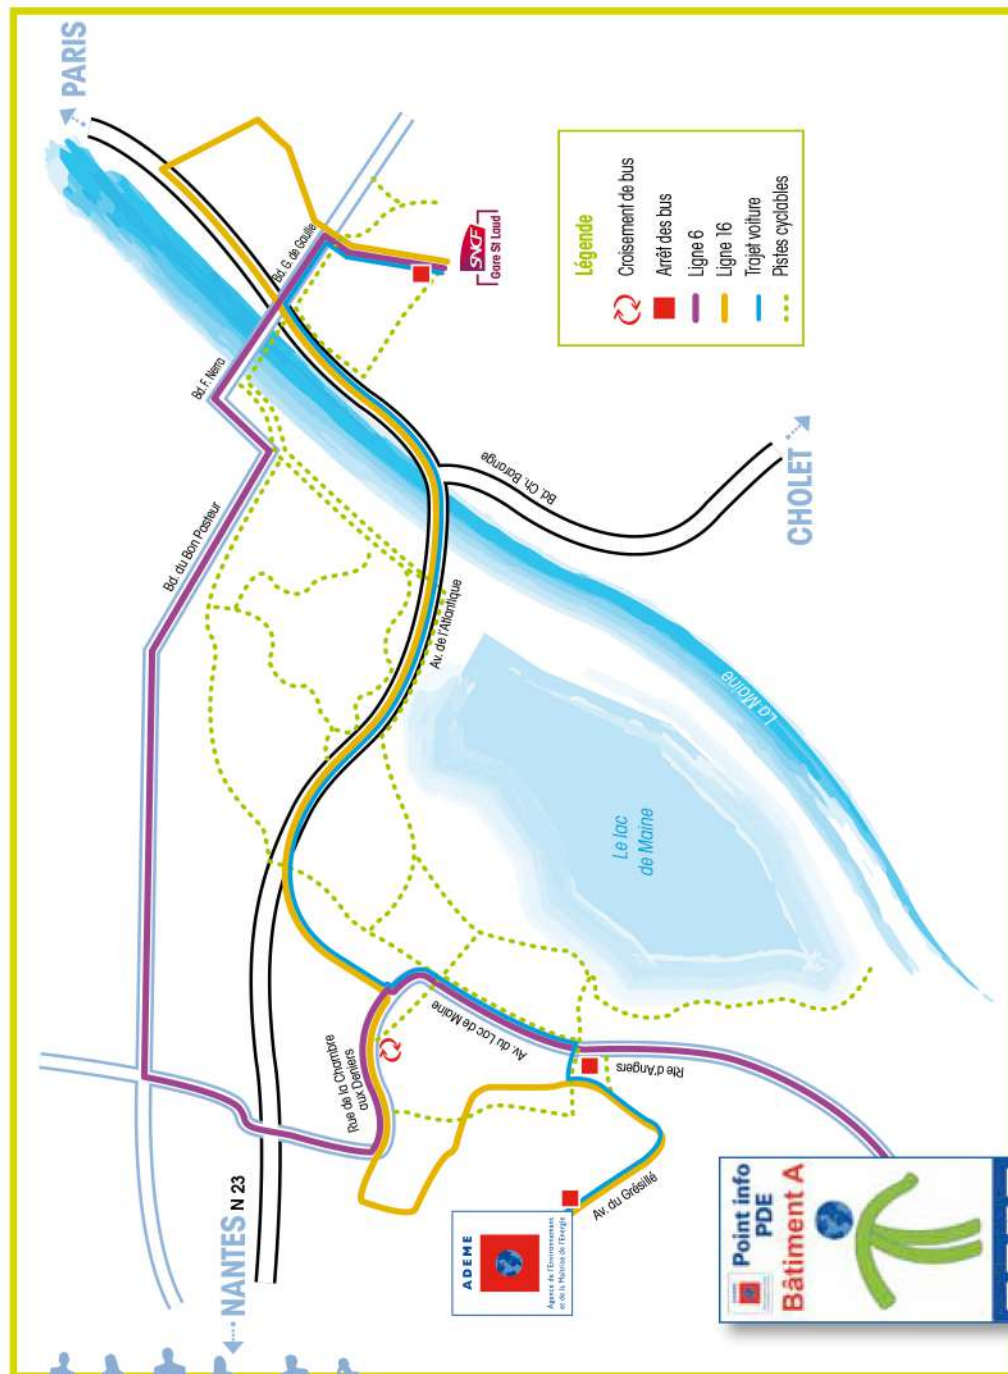 PARIS
Bd. G. de Gaulle
SNCF
Gare St Laud
Bd. F. Nerra
Bd. du Bon Pasteur
Légende
Croisement de bus
Arrêt des bus
Ligne 6
Ligne 16
Trajet voiture
Pistes cyclables
Bd. Ch. Barange
CHOLET
Av. de l'Atlantique
La Maine
Le lac
de Maine
Rue de la Chambre
aux Deniers
Av. du Lac de Maine
Rte d'Angers
Av. du Grésillé
NANTES N 23
ADEME
Agence de l'Environnement
et de la Maîtrise de l'Energie
Point info
PDE
Bâtiment A